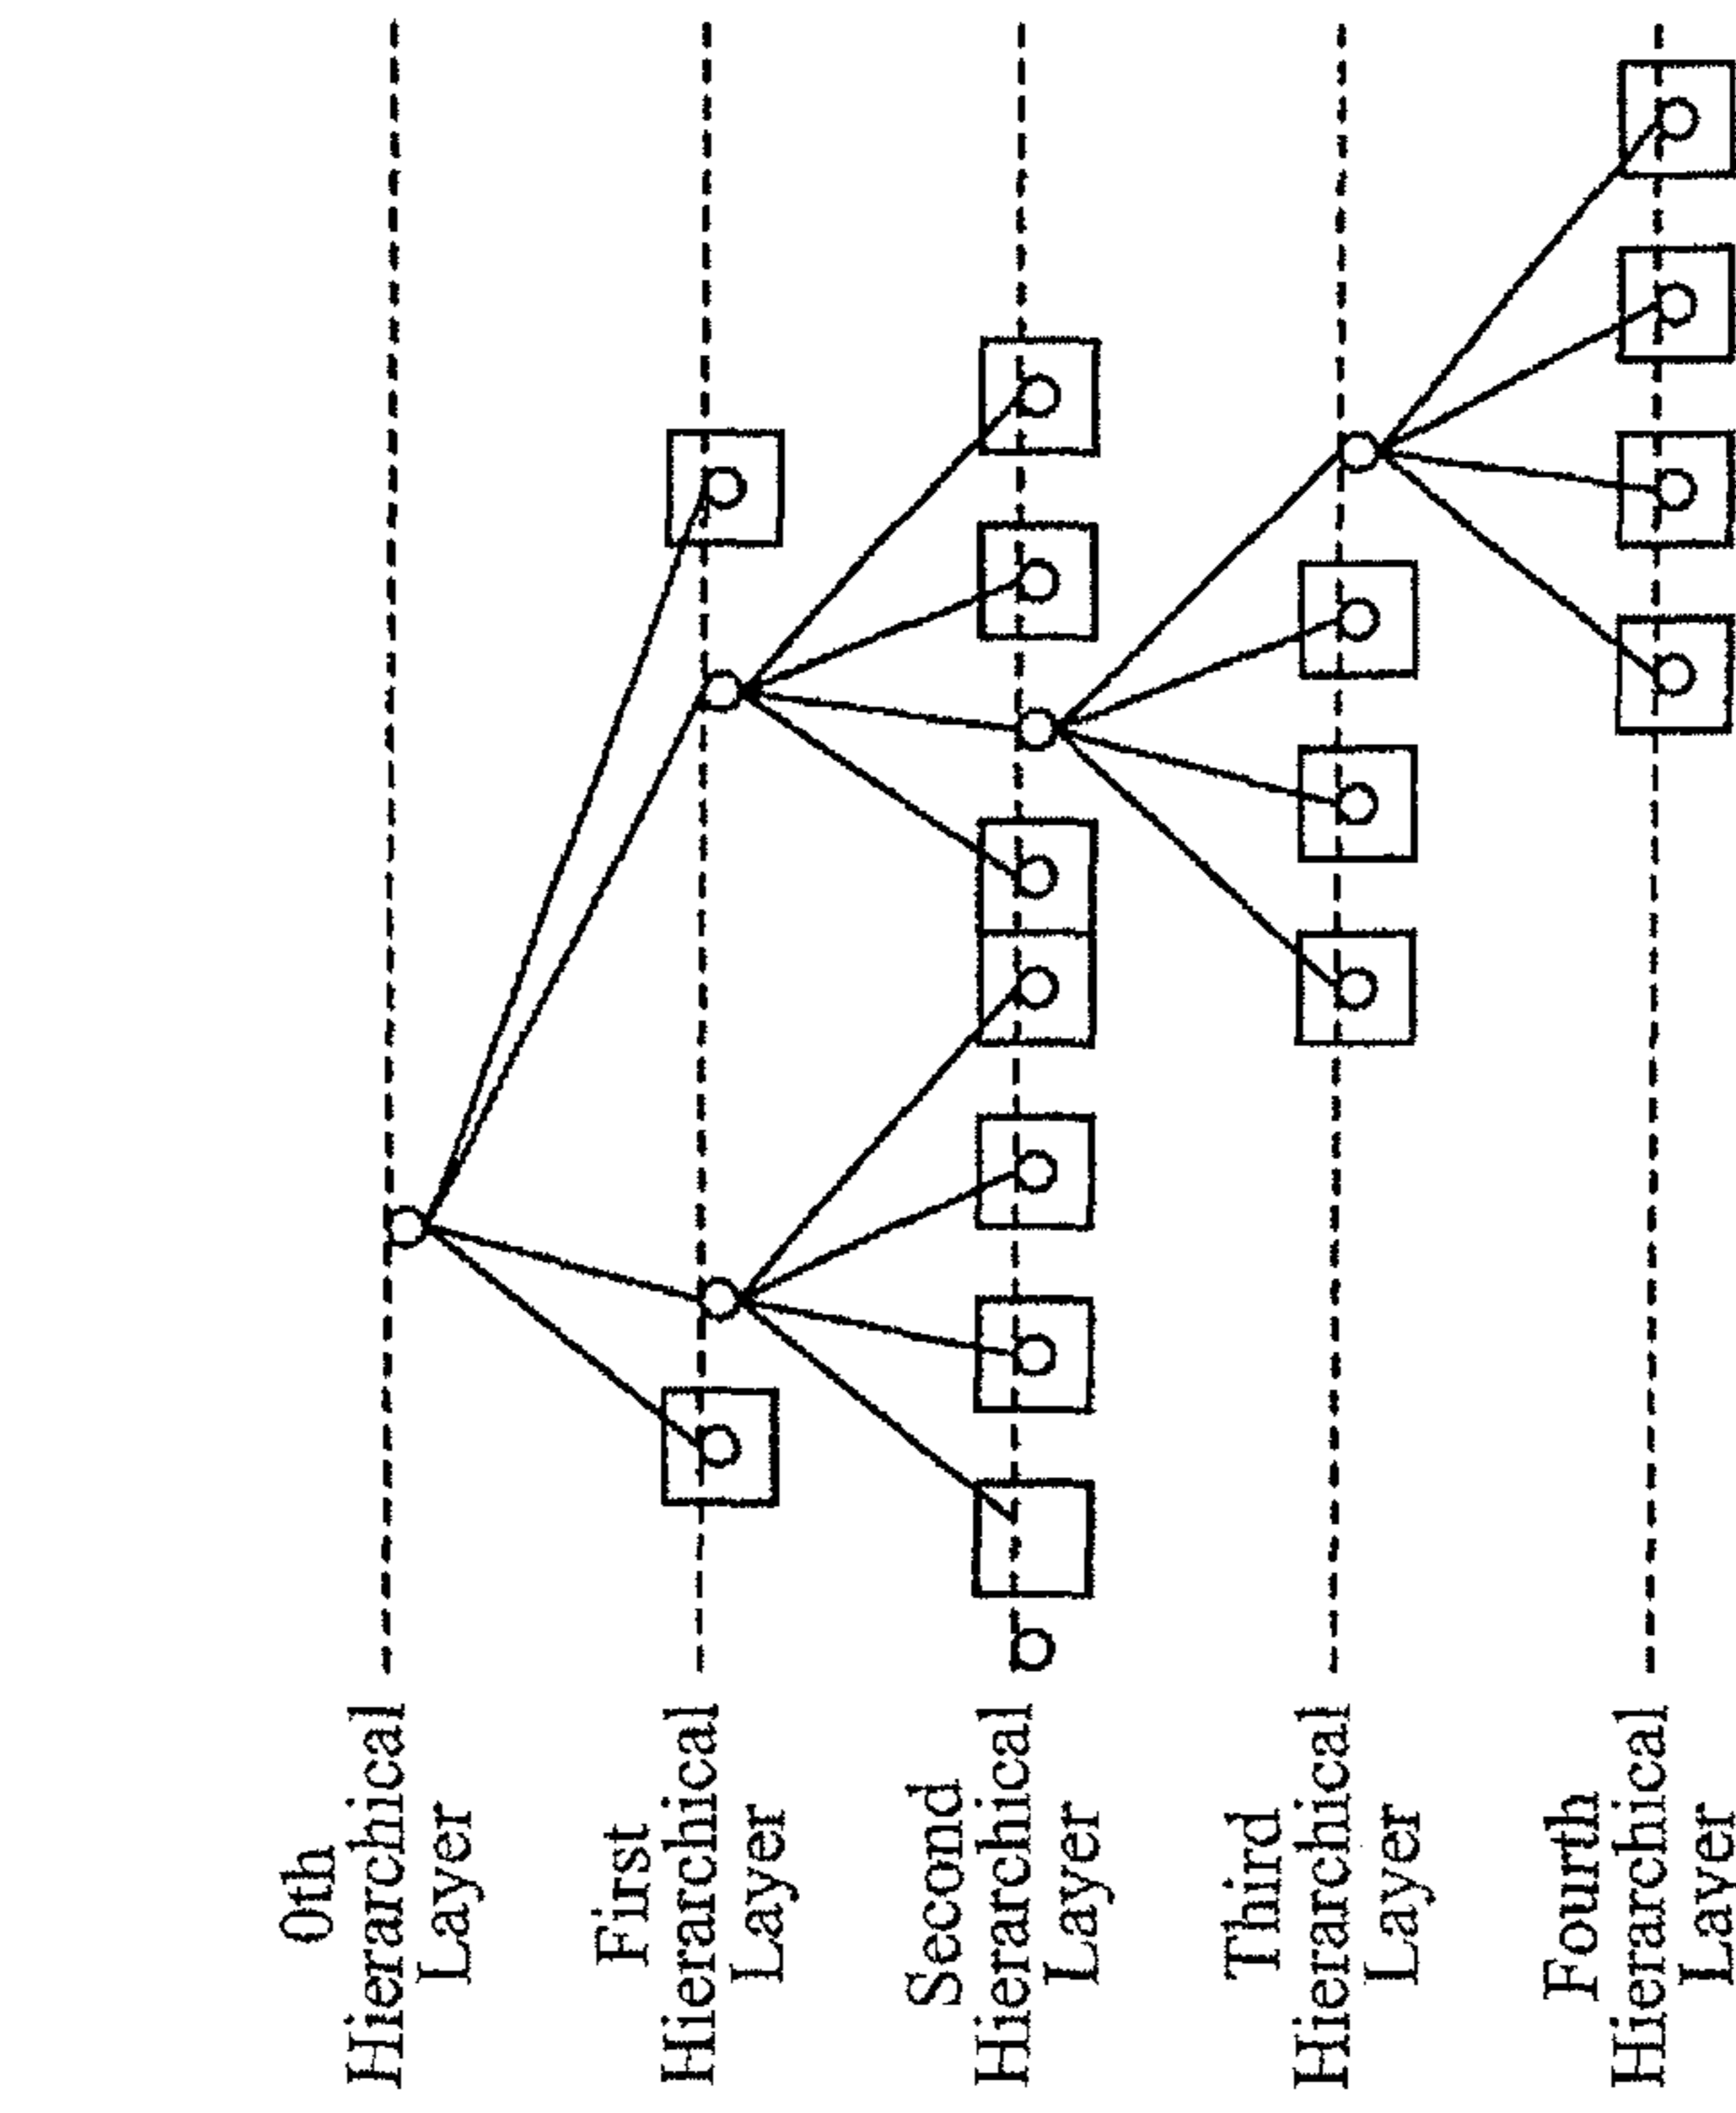 0th
Hierarchical
Layer
First
Hierarchical
Layer
Second
Hierarchical
Layer
Third
Hierarchical
Layer
Fourth
Hierarchical
Layer